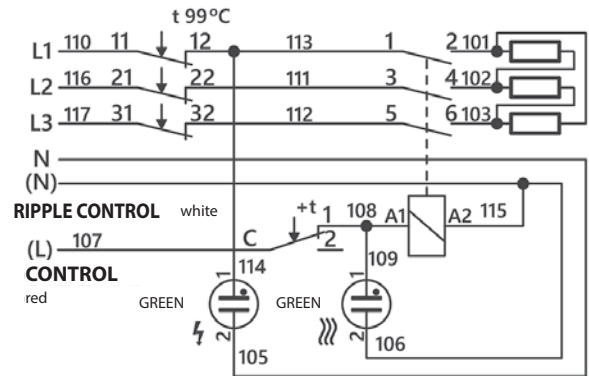 t 99°C
L1 110 11 12 113 1 2 101
L2 116 21 22 111 3 4 102
L3 117 31 32 112 5 6 103
N
(N)
RIPPLE CONTROL white +t 1 108 A1 A2 115
(L) 107 C 2
CONTROL 1 114 1 109
red GREEN GREEN
2 105 2 106